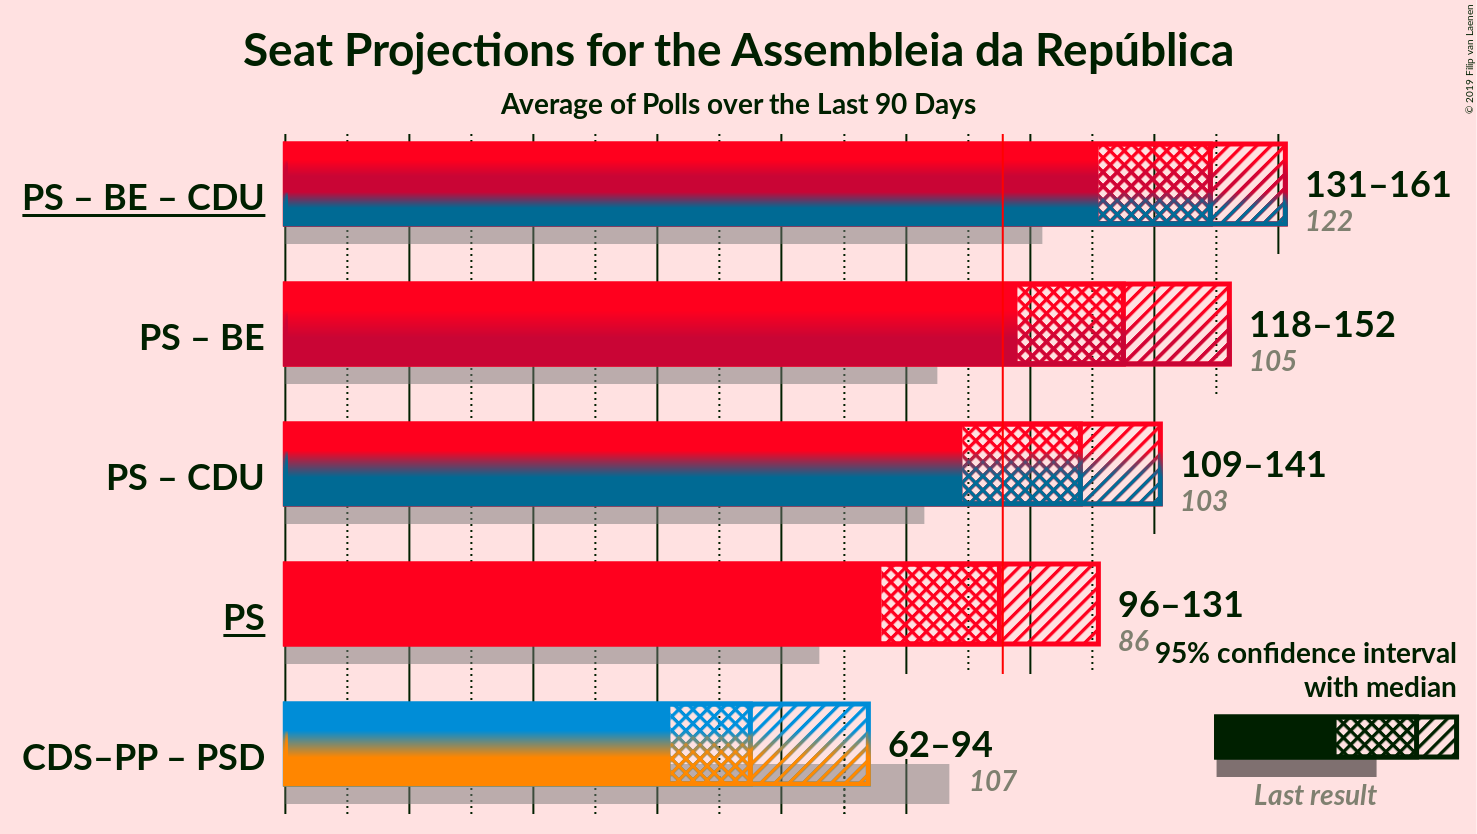 Seat Projections for the Assembleia da República
Average of Polls over the Last 90 Days
© 2019 Filip van Laenen
PS – BE – CDU
131–161
122
PS – BE
118–152
105
PS – CDU
109–141
103
PS
96–131
86
95% confidence interval
with median
Last result
CDS–PP – PSD
62–94
107